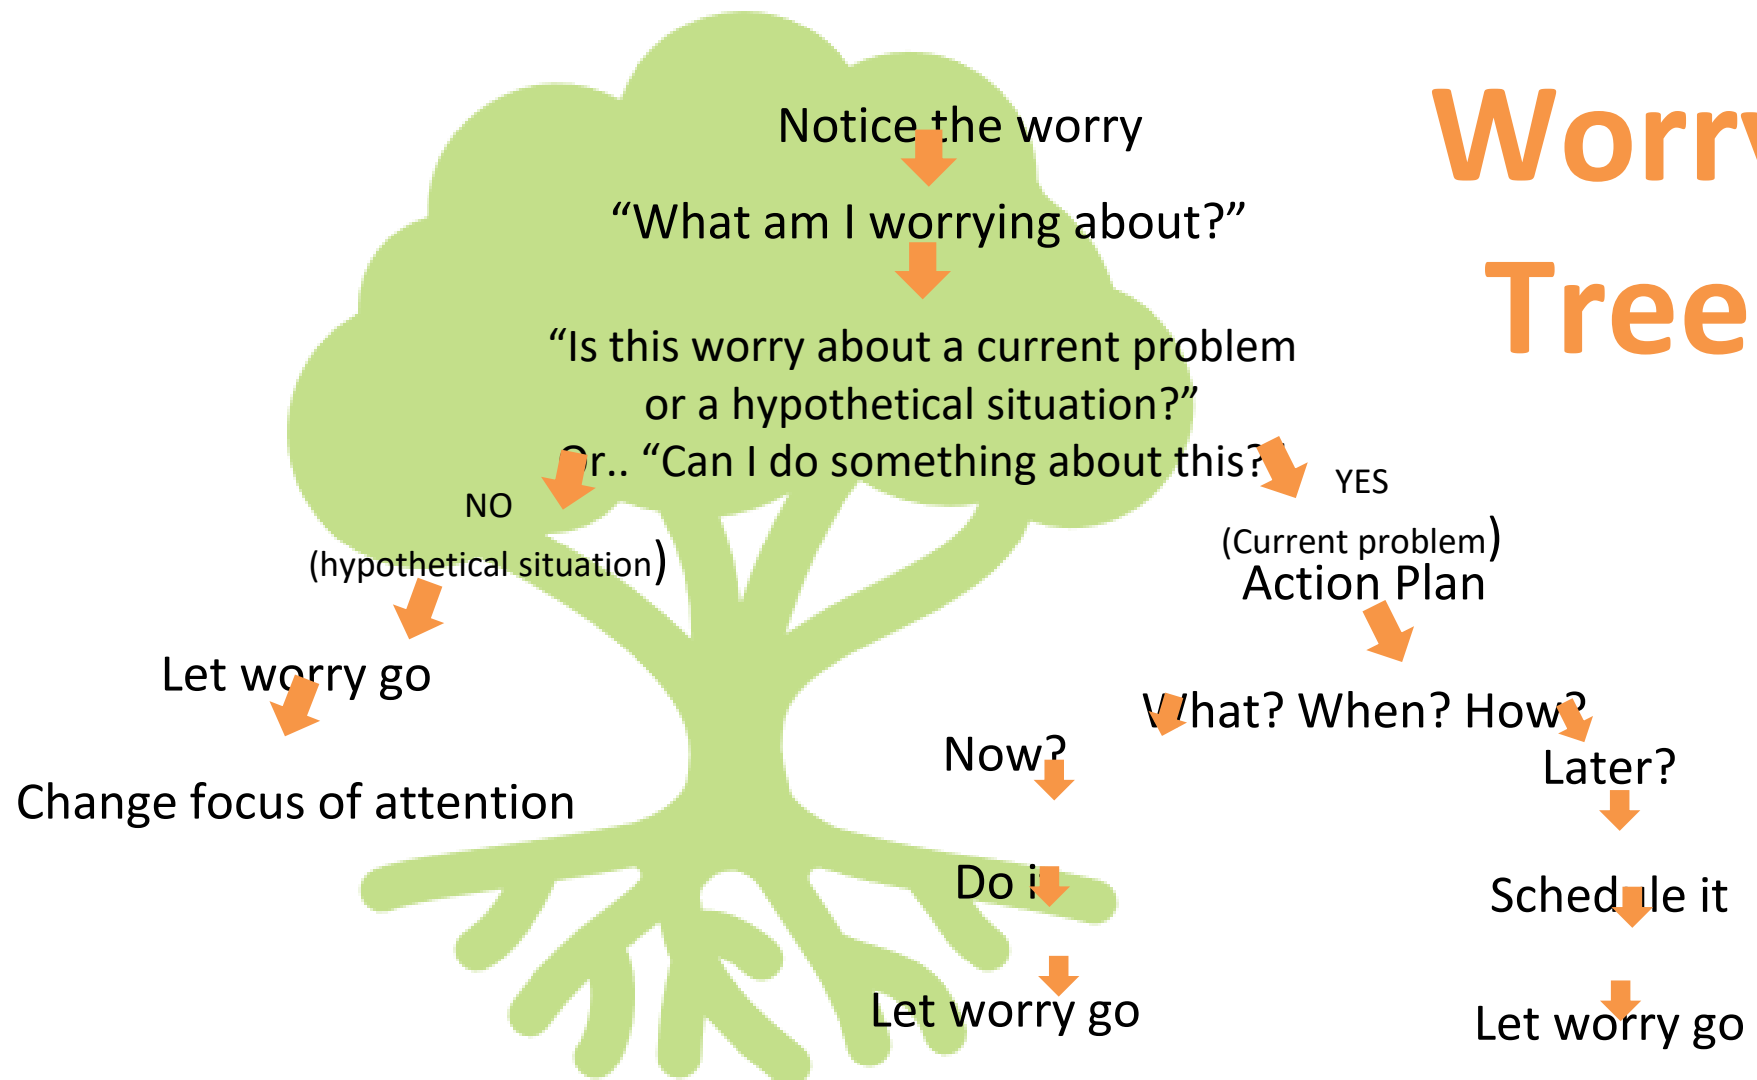 Worry
Tree
Notice the worry
“What am I worrying about?”
“Is this worry about a current problem
or a hypothetical situation?”
Or.. “Can I do something about this?”
NO
(hypothetical situation)
Let worry go
Change focus of attention
YES
(Current problem)
Action Plan
What? When? How?
Now?
Do it
Let worry go
Later?
Schedule it
Let worry go